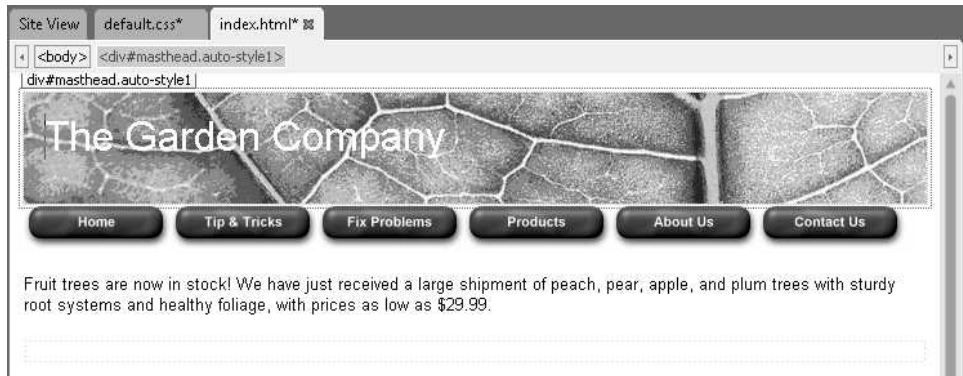 Site View default.css* index.html*
<body> <div#masthead.auto-style1>
div#masthead.auto-style1
The Garden Company
Home Tip & Tricks Fix Problems Products About Us Contact Us
Fruit trees are now in stock! We have just received a large shipment of peach, pear, apple, and plum trees with sturdy
root systems and healthy foliage, with prices as low as $29.99.